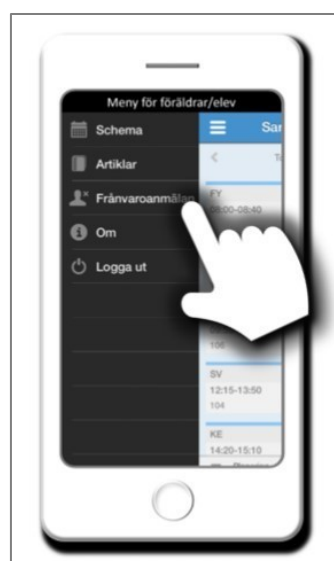 Meny för föräldrar/elev
Schema
Artiklar
Frånvaroanmälan
Om
Logga ut
FY
08:00-08:40
106
SV
12:15-13:50
104
KE
14:20-15:10